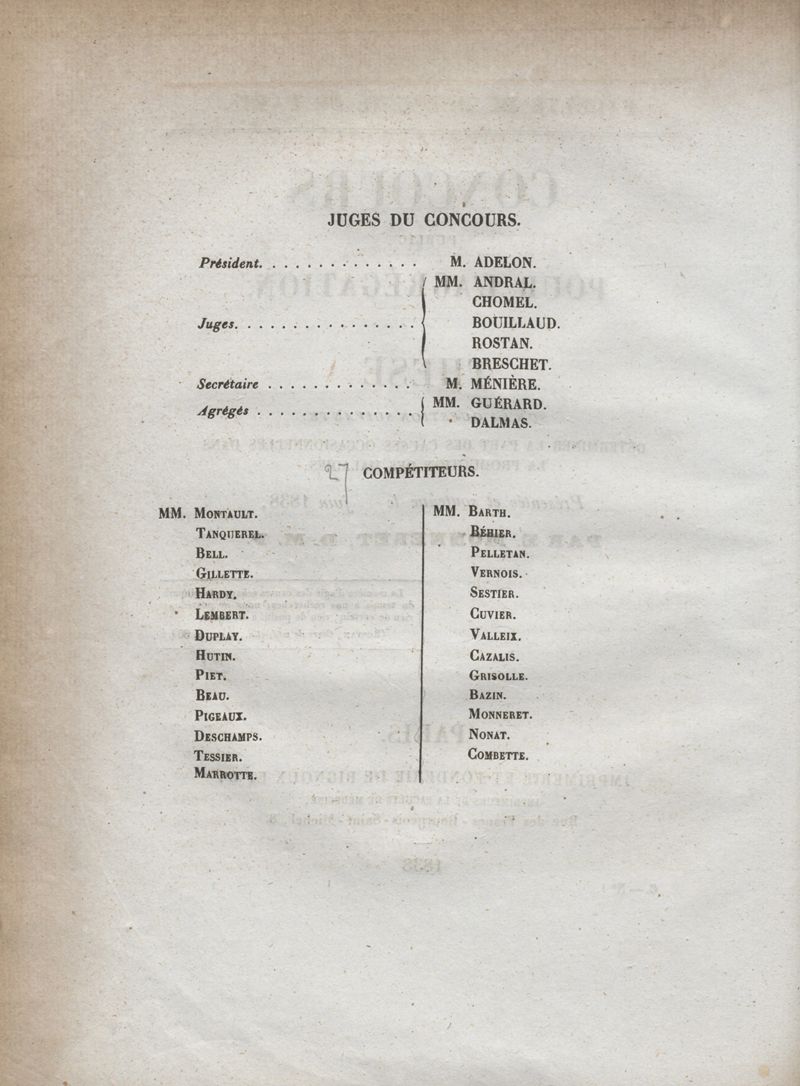 JUGES DU CONCOURS.
Président. . . . . . . . . . . . . . M. ADELON.
MM. ANDRAL.
CHOMEL.
Juges. . . . . . . . . . . . . . . . BOUILLAUD.
ROSTAN.
BRESCHET.
Secrétaire . . . . . . . . . . . . . M. MÉNIÈRE.
Agrégés . . . . . . . . . . . . . . MM. GUÉRARD.
DALMAS.
27 COMPÉTITEURS.
MM. MONTAULT.
TANQUEREL.
BELL.
GILLETTE.
HARDY.
LEMBERT.
DUPLAY.
HUTIN.
PIET.
BEAU.
PIGEAUX.
DESCHAMPS.
TESSIER.
MARROTTE.
MM. BARTH.
BÉHIER.
PELLETAN.
VERNOIS.
SESTIER.
CUVIER.
VALLEIX.
CAZALIS.
GRISOLLE.
BAZIN.
MONNERET.
NONAT.
COMBETTE.